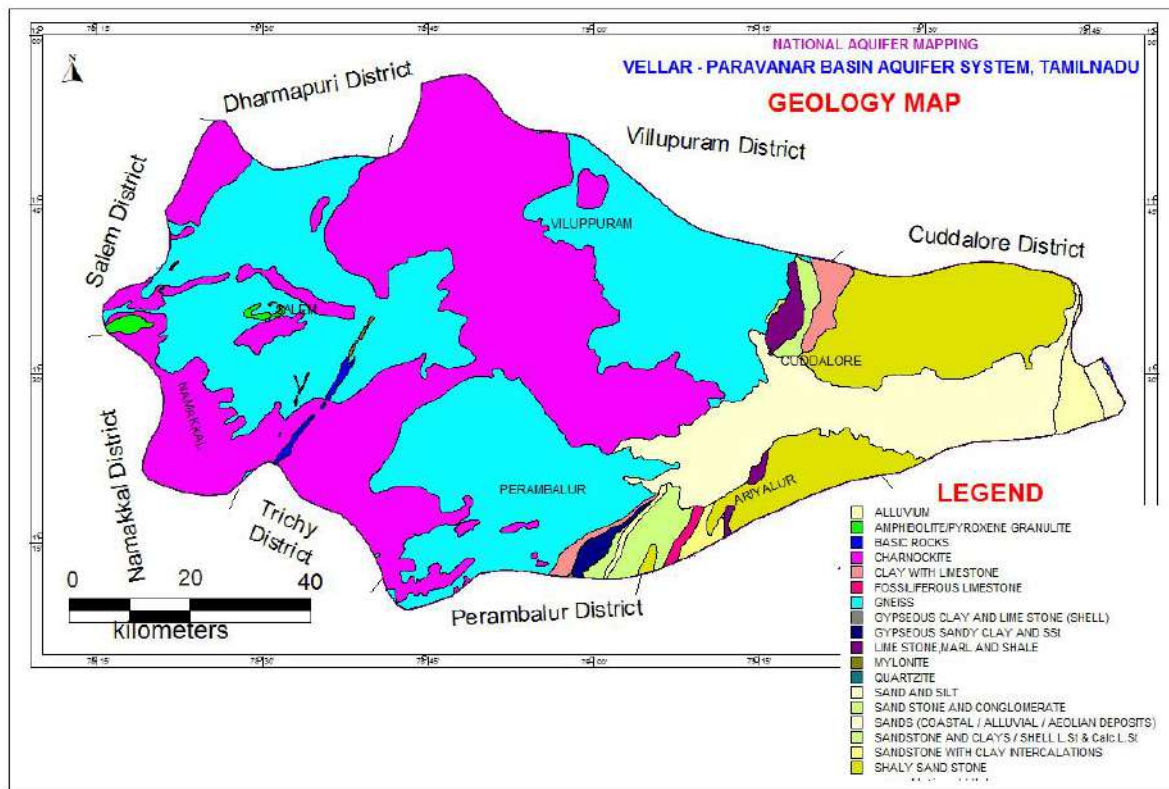 NATIONAL AQUIFER MAPPING
VELLAR - PARAVANAR BASIN AQUIFER SYSTEM, TAMILNADU
GEOLOGY MAP
N
Dharmapuri District
Villupuram District
Salem District
Cuddalore District
VILUPPURAM
SALEM
CUDDALORE
NAMAKKAL
PERAMBALUR
ARIYALUR
Namakkal District
Trichy
District
Perambalur District
0 20 40
kilometers
LEGEND
ALLUVIUM
AMPHIBOLITE/PYROXENE GRANULITE
BASIC ROCKS
CHARNOCKITE
CLAY WITH LIMESTONE
FOSSILIFEROUS LIMESTONE
GNEISS
GYPSEOUS CLAY AND LIME STONE (SHELL)
GYPSEOUS SANDY CLAY AND SSt
LIME STONE,MARL AND SHALE
MYLONITE
QUARTZITE
SAND AND SILT
SAND STONE AND CONGLOMERATE
SANDS (COASTAL / ALLUVIAL / AEOLIAN DEPOSITS)
SANDSTONE AND CLAYS / SHELL L.St & Calc L.St
SANDSTONE WITH CLAY INTERCALATIONS
SHALY SAND STONE